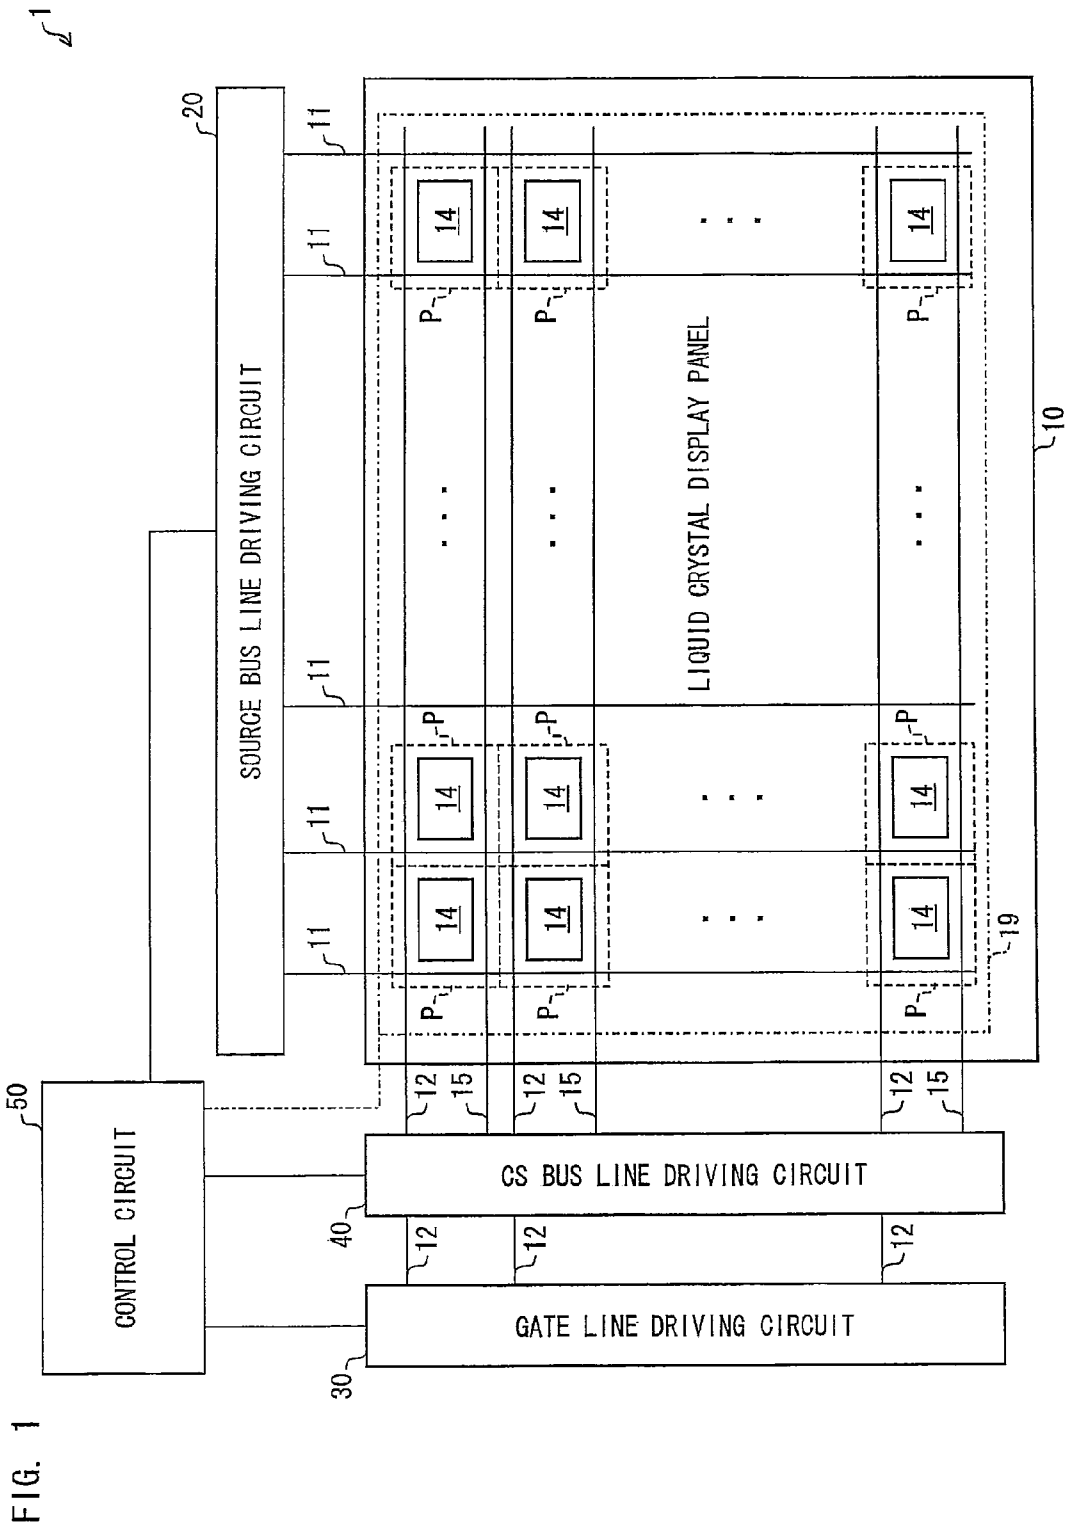 FIG. 1
1
50
CONTROL CIRCUIT
20
SOURCE BUS LINE DRIVING CIRCUIT
11 11 11 11 11
30
40
12 12 P 14 14 P P 14
15
12 12 P 14 14 P P 14
15
GATE LINE DRIVING CIRCUIT
CS BUS LINE DRIVING CIRCUIT
LIQUID CRYSTAL DISPLAY PANEL
12 12 P 14 14 P P 14
15
19
10